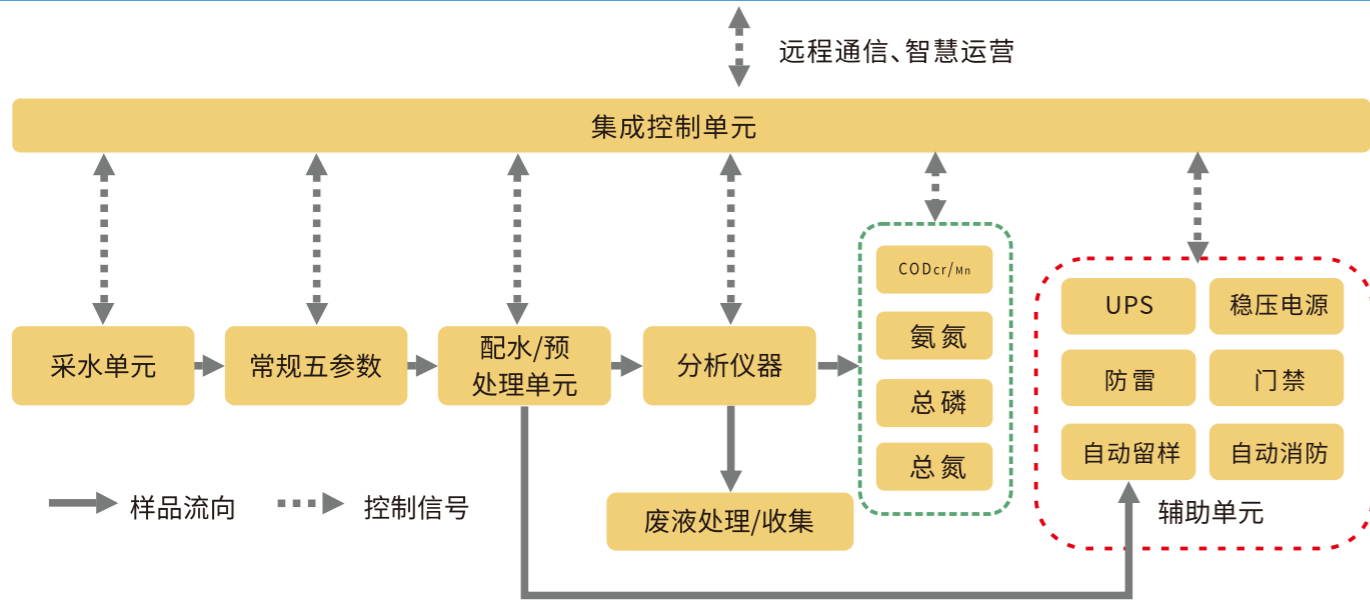 远程通信、智慧运营
集成控制单元
采水单元
常规五参数
配水/预
处理单元
分析仪器
CODcr/Mn
氨氮
总磷
总氮
UPS
稳压电源
防雷
门禁
自动留样
自动消防
辅助单元
废液处理/收集
样品流向
控制信号